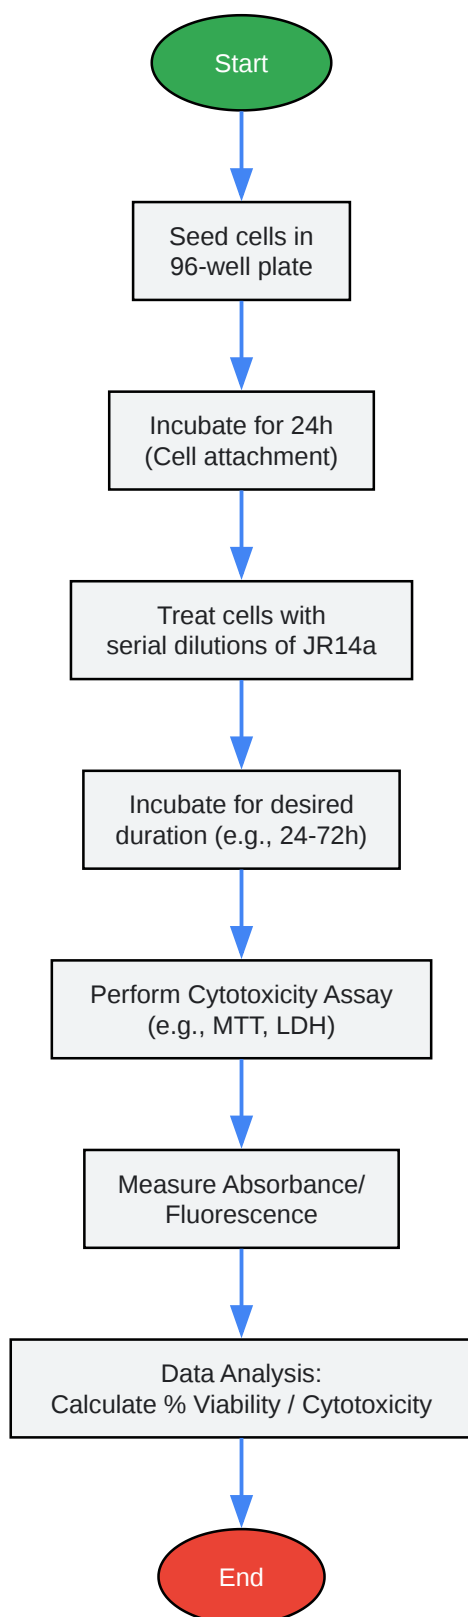 Start
Seed cells in
96-well plate
Incubate for 24h
(Cell attachment)
Treat cells with
serial dilutions of JR14a
Incubate for desired
duration (e.g., 24-72h)
Perform Cytotoxicity Assay
(e.g., MTT, LDH)
Measure Absorbance/
Fluorescence
Data Analysis:
Calculate % Viability / Cytotoxicity
End